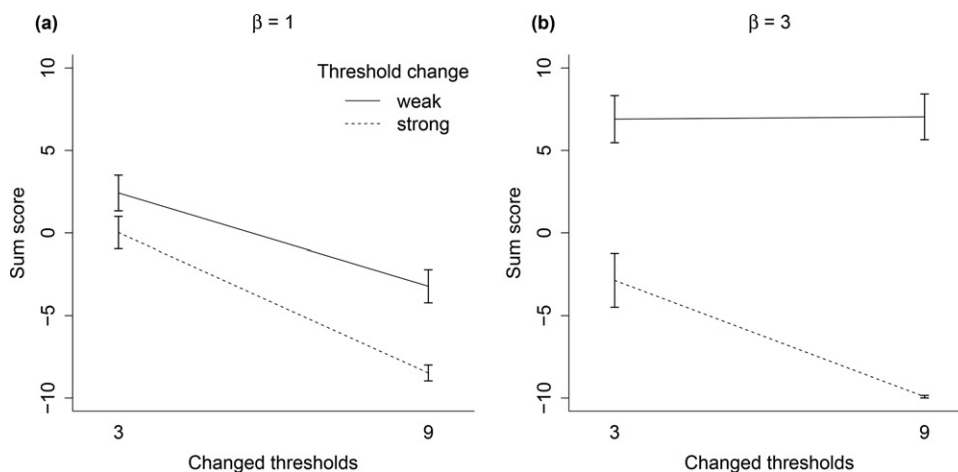 (a)
β = 1
10
5
0
−5
−10
Sum score
Threshold change
weak
strong
3
9
Changed thresholds
(b)
β = 3
10
5
0
−5
−10
Sum score
3
9
Changed thresholds